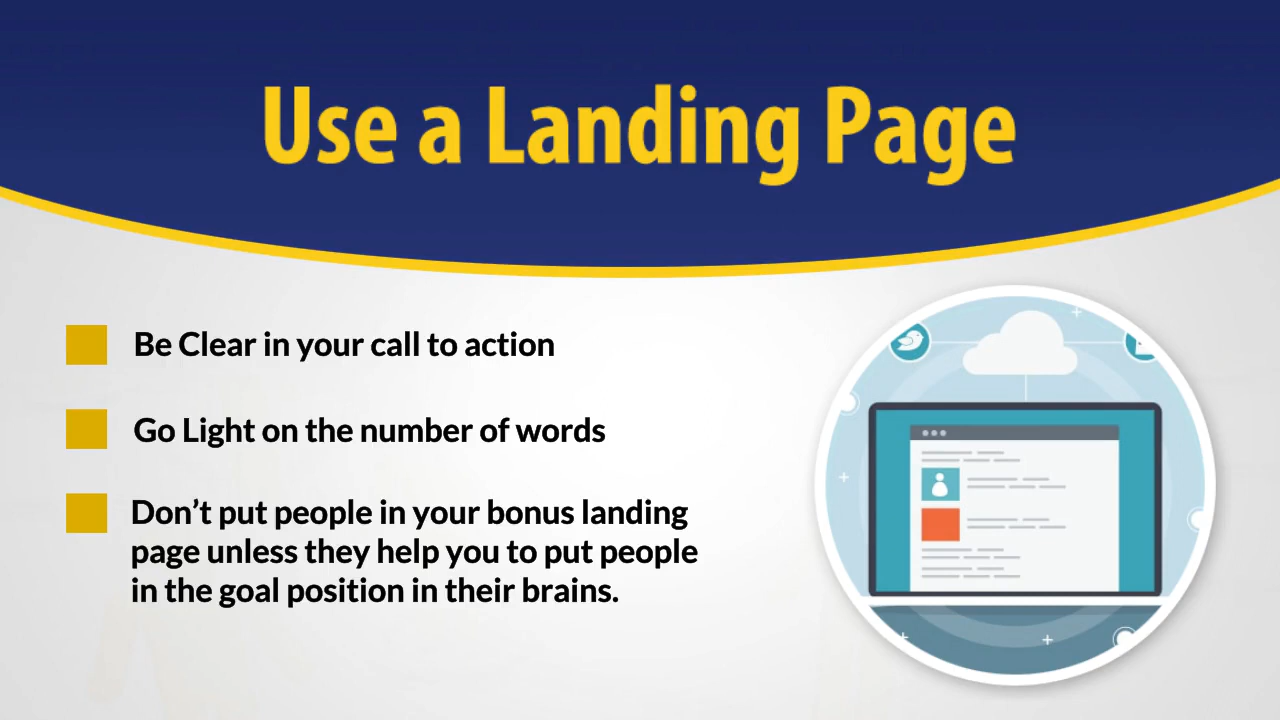 Use a Landing Page
Be Clear in your call to action
Go Light on the number of words
Don’t put people in your bonus landing
page unless they help you to put people
in the goal position in their brains.